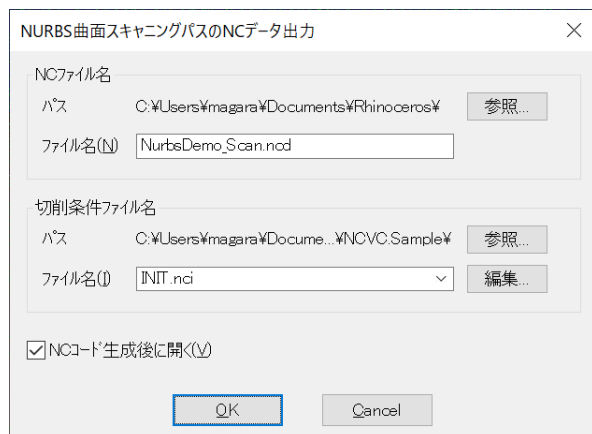 NURBS曲面スキャニングパスのNCデータ出力
NCファイル名
パス C:¥Users¥magara¥Documents¥Rhinoceros¥ 参照...
ファイル名(N) NurbsDemo_Scan.ncd
切削条件ファイル名
パス C:¥Users¥magara¥Docume...¥NCVC.Sample¥ 参照...
ファイル名(I) INIT.nci 編集...
NCコード生成後に開く(V)
OK Cancel